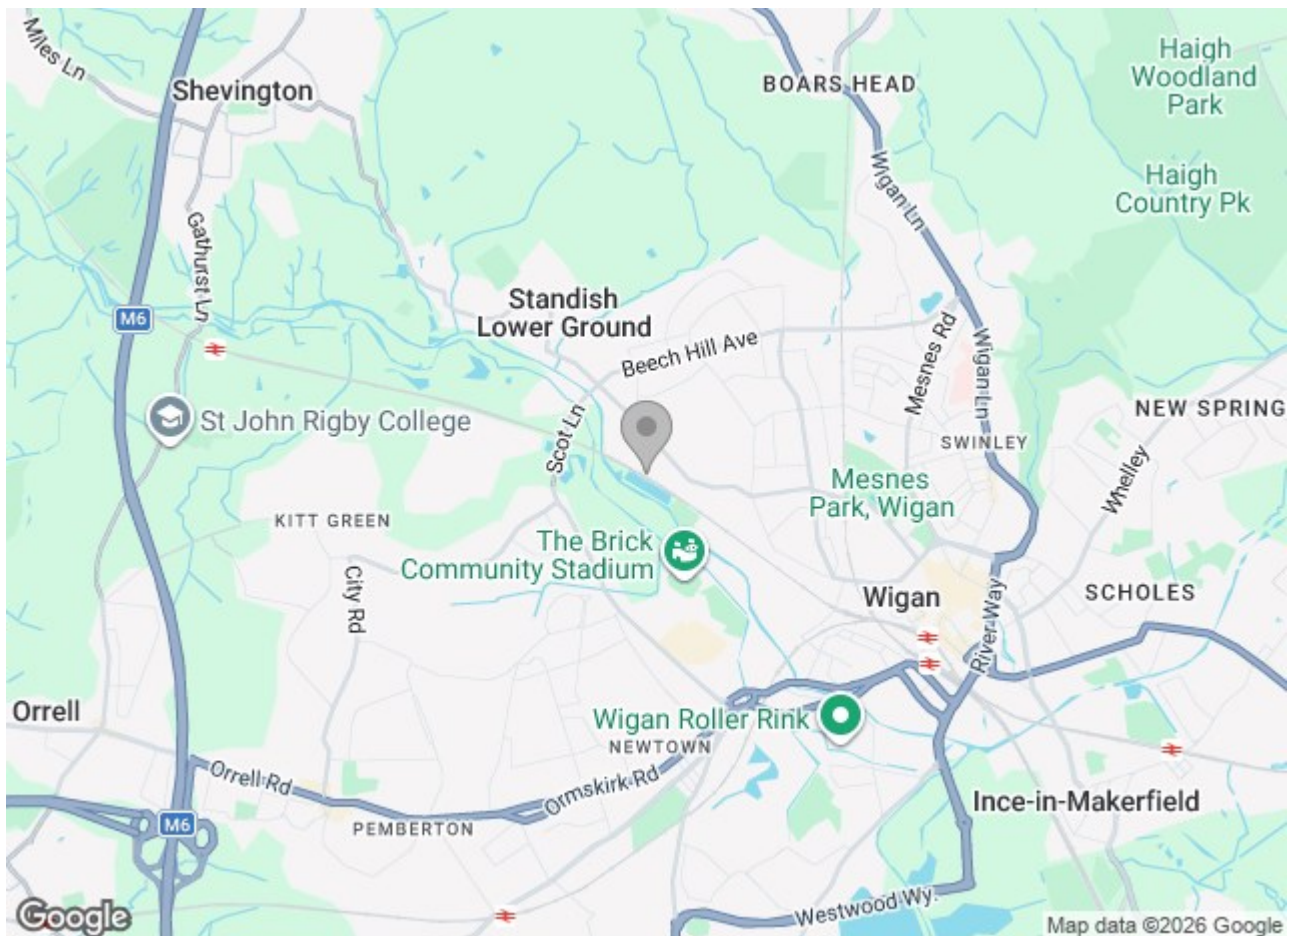 Miles Ln
Shevington
BOARS HEAD
Haigh
Woodland
Park
Wigan Ln
Haigh
Country Pk
Gathurst Ln
M6
Standish
Lower Ground
Beech Hill Ave
Mesnes Rd
Wigan Ln
St John Rigby College
Scot Ln
NEW SPRING
SWINLEY
Whelley
Mesnes
Park, Wigan
KITT GREEN
The Brick
Community Stadium
City Rd
Wigan
River Way
SCHOLES
Orrell
Wigan Roller Rink
NEWTOWN
Orrell Rd
Ormskirk Rd
Ince-in-Makerfield
M6
PEMBERTON
Westwood Wy.
Google
Map data ©2026 Google